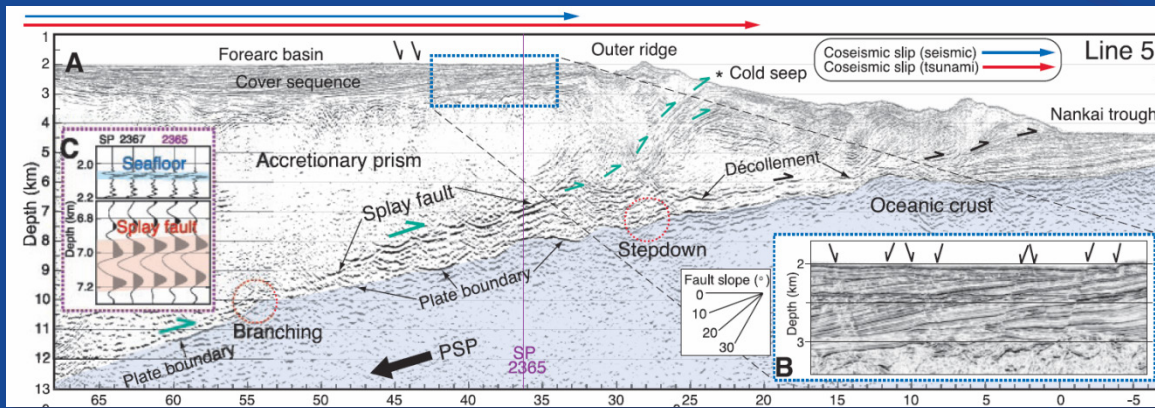 Coseismic slip (seismic)
Coseismic slip (tsunami)
Line 5
A
Forearc basin
Outer ridge
Cover sequence
* Cold seep
Nankai trough
1
2
3
4
5
6
7
8
9
10
11
12
13
Depth (km)
C
SP 2367 2365
Seafloor
2.0
2.2
6.8
Splay fault
7.0
7.2
Depth (km)
Accretionary prism
Splay fault
Décollement
Oceanic crust
Stepdown
Plate boundary
Branching
Plate boundary
PSP
SP
2365
Fault slope (°)
0
10
20
30
B
2
3
Depth (km)
65 60 55 50 45 40 35 30 25 20 15 10 5 0 -5